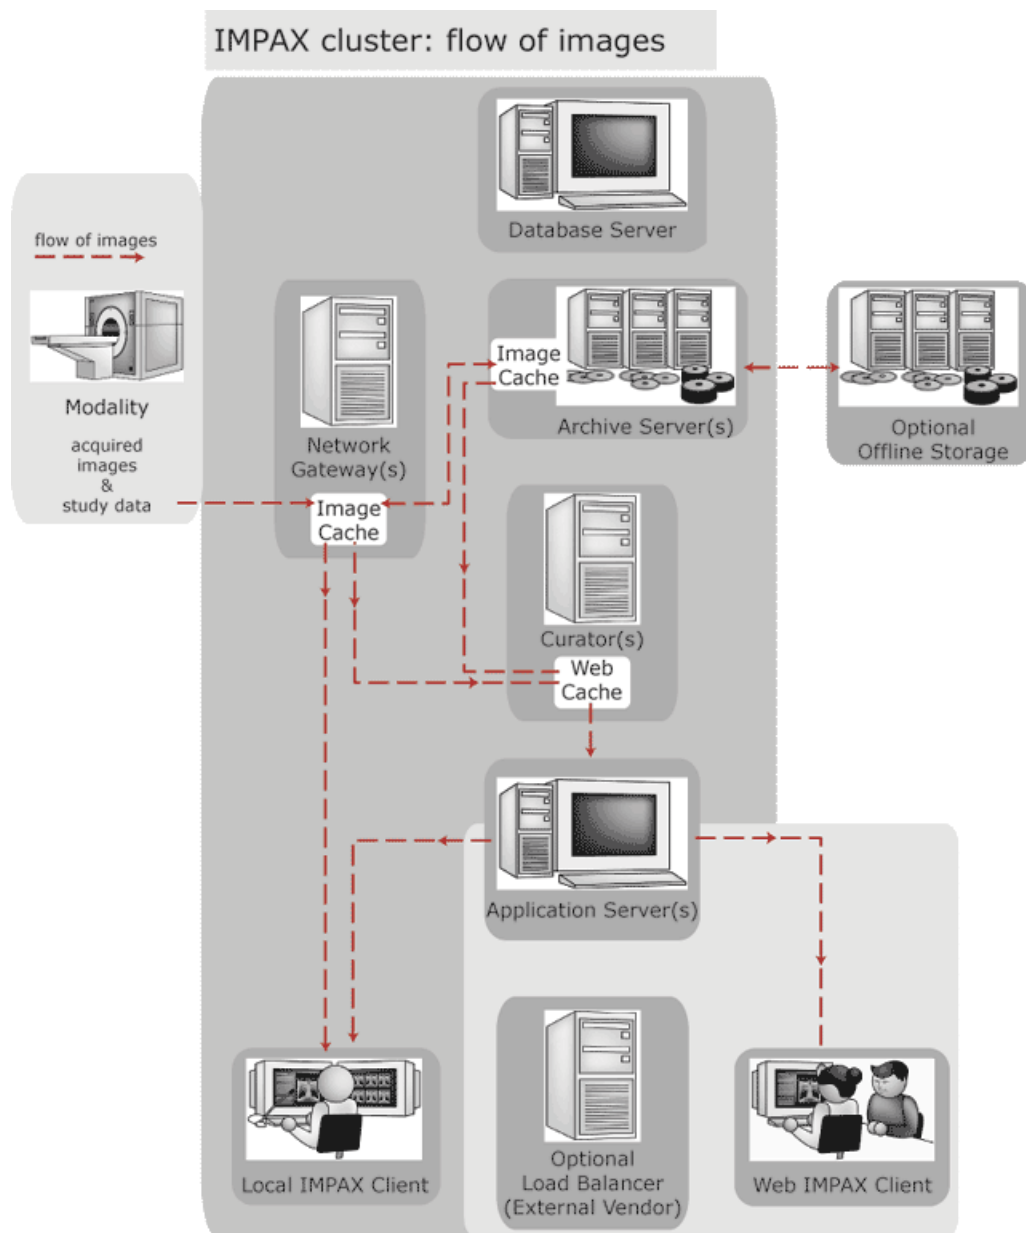 IMPAX cluster: flow of images
Database Server
flow of images
Modality
acquired
images
&
study data
Network
Gateway(s)
Image
Cache
Image
Cache
Archive Server(s)
Optional
Offline Storage
Curator(s)
Web
Cache
Application Server(s)
Local IMPAX Client
Optional
Load Balancer
(External Vendor)
Web IMPAX Client